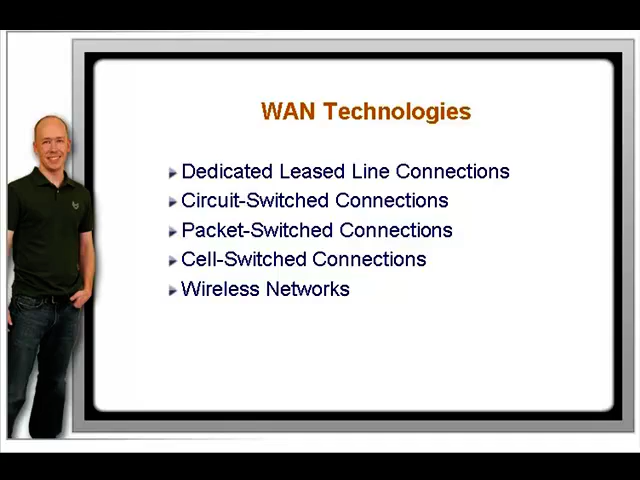 WAN Technologies
Dedicated Leased Line Connections
Circuit-Switched Connections
Packet-Switched Connections
Cell-Switched Connections
Wireless Networks